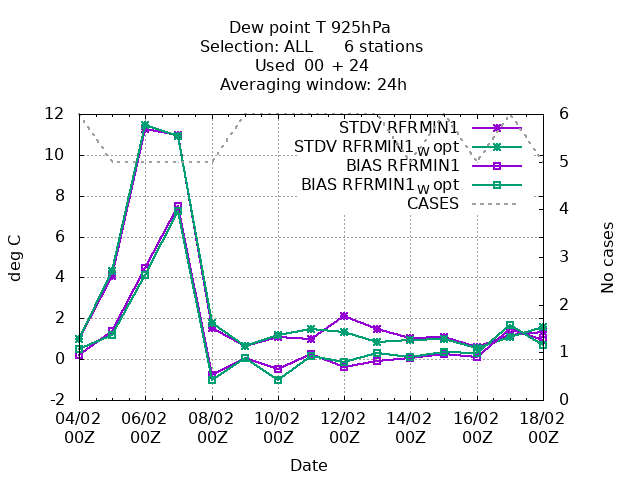 Dew point T 925hPa
Selection: ALL 6 stations
Used 00 + 24
Averaging window: 24h
12
10
8
6
4
2
0
-2
6
5
4
3
2
1
0
deg C
No cases
STDV RFRMIN1
STDV RFRMIN1w opt
BIAS RFRMIN1
BIAS RFRMIN1w opt
CASES
04/02 06/02 08/02 10/02 12/02 14/02 16/02 18/02
00Z 00Z 00Z 00Z 00Z 00Z 00Z 00Z
Date